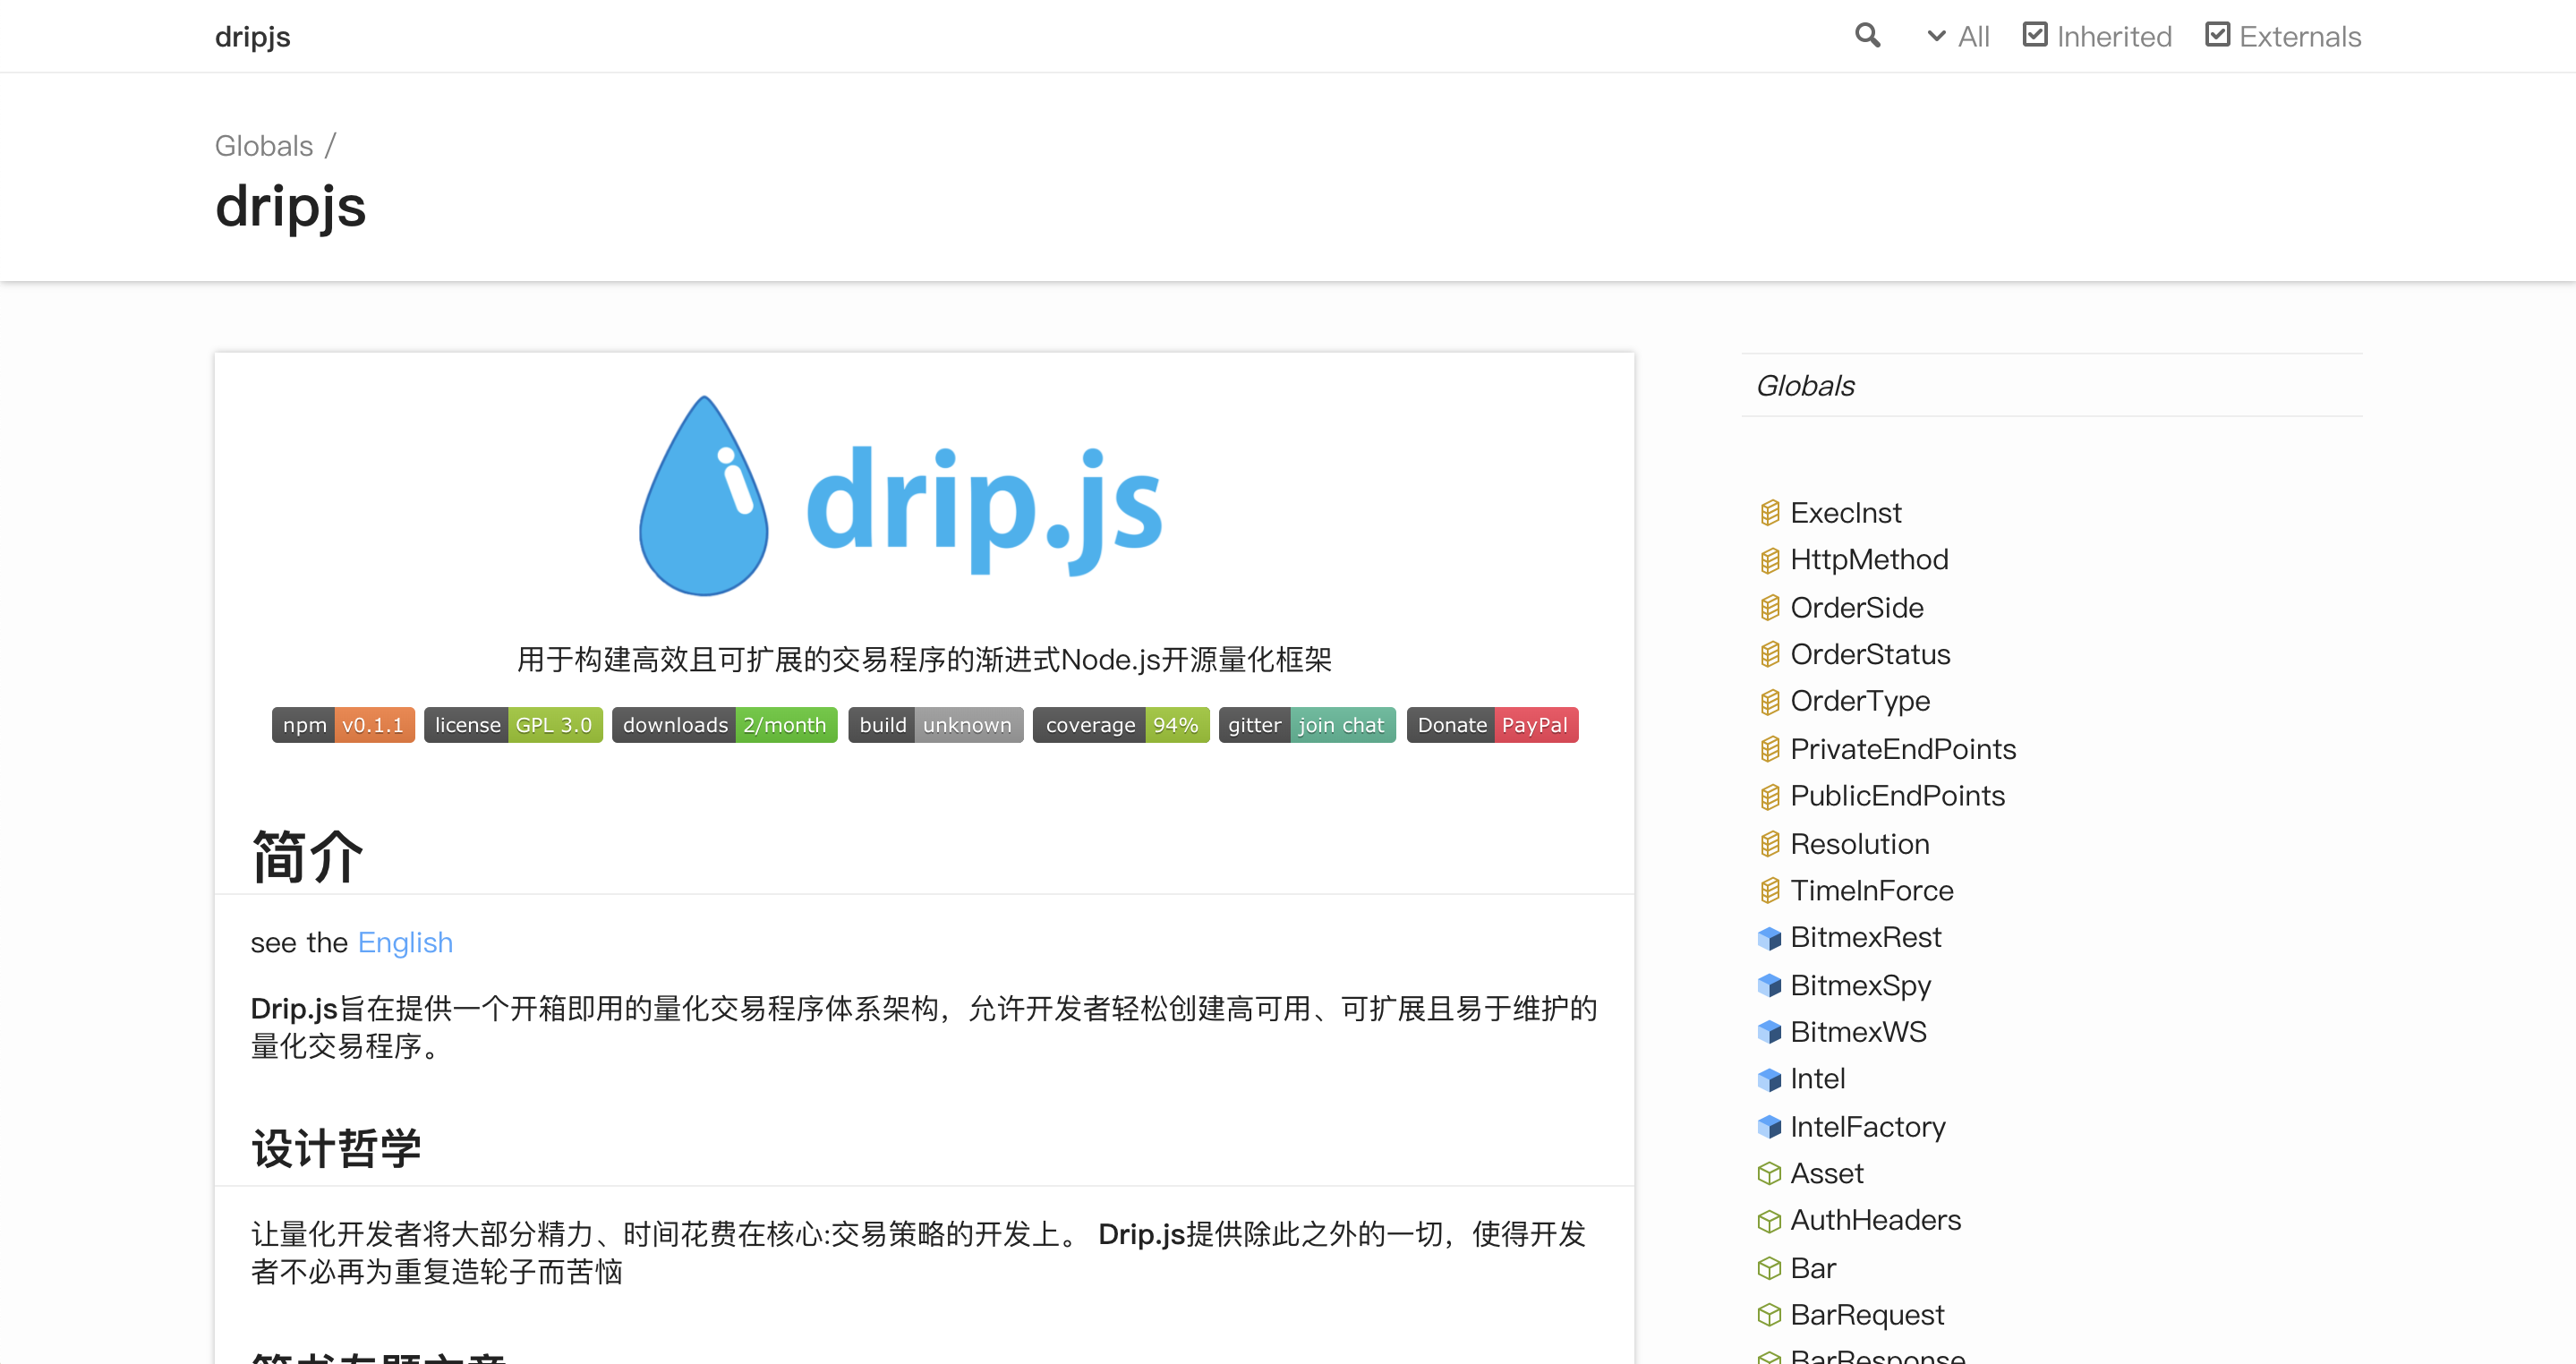 dripjs
All
Inherited
Externals
Globals /
dripjs
drip.js
用于构建高效且可扩展的交易程序的渐进式Node.js开源量化框架
npm v0.1.1 license GPL 3.0 downloads 2/month build unknown coverage 94% gitter join chat Donate PayPal
简介
see the English
Drip.js旨在提供一个开箱即用的量化交易程序体系架构，允许开发者轻松创建高可用、可扩展且易于维护的
量化交易程序。
设计哲学
让量化开发者将大部分精力、时间花费在核心:交易策略的开发上。 Drip.js提供除此之外的一切，使得开发
者不必再为重复造轮子而苦恼
Globals
ExecInst
HttpMethod
OrderSide
OrderStatus
OrderType
PrivateEndPoints
PublicEndPoints
Resolution
TimeInForce
BitmexRest
BitmexSpy
BitmexWS
Intel
IntelFactory
Asset
AuthHeaders
Bar
BarRequest
BarResponse